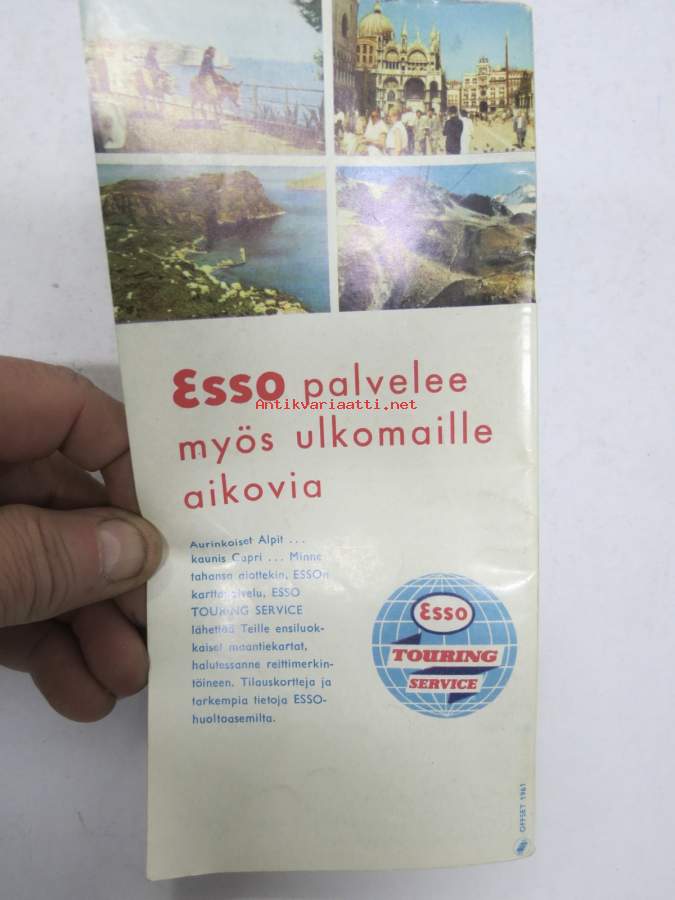 Esso palvelee
Antikvariaatti.net
myös ulkomaille
aikovia
Aurinkoiset Alpit ...
kaunis Capri ... Minne
tahansa aiottekin, ESSOn
karttapalvelu, ESSO
TOURING SERVICE
lähettää Teille ensiluok-
kaiset maantiekartat,
halutessanne reittimerkin-
töineen. Tilauskortteja ja
tarkempia tietoja ESSO-
huoltoasemilta.
Esso
TOURING
SERVICE
OFFSET 1961